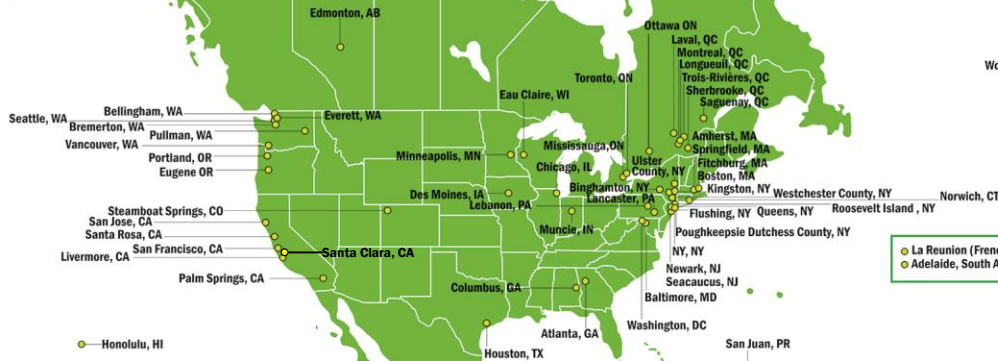 Edmonton, AB
Ottawa ON
Laval, QC
Montreal, QC
Longueuil, QC
Trois-Rivières, QC
Sherbrooke, QC
Saguenay, QC
Toronto, ON
Eau Claire, WI
Bellingham, WA
Seattle, WA
Everett, WA
Bremerton, WA
Pullman, WA
Vancouver, WA
Portland, OR
Eugene OR
Minneapolis, MN
Mississauga,ON
Chicago, IL
Ulster
County, NY
Amherst, MA
Springfield, MA
Fitchburg, MA
Boston, MA
Kingston, NY
Binghamton, NY
Des Moines, IA
Lebanon, PA
Lancaster, PA
Westchester County, NY
Norwich, CT
Flushing, NY
Queens, NY
Roosevelt Island , NY
Steamboat Springs, CO
San Jose, CA
Santa Rosa, CA
San Francisco, CA
Livermore, CA
Santa Clara, CA
Muncie, IN
Poughkeepsie Dutchess County, NY
NY, NY
Newark, NJ
Seacaucus, NJ
La Reunion (Fren
Adelaide, South A
Palm Springs, CA
Columbus, GA
Baltimore, MD
Atlanta, GA
Washington, DC
Honolulu, HI
Houston, TX
San Juan, PR
Wo